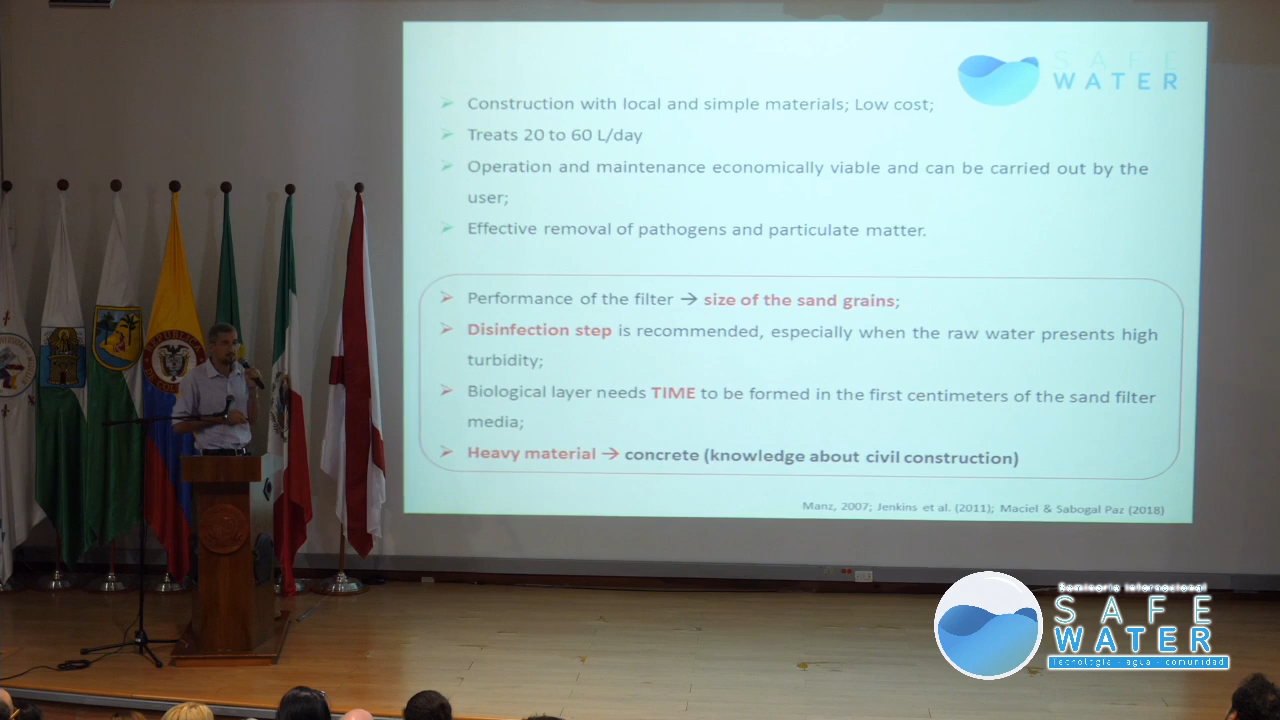 SAFE
WATER
Construction with local and simple materials; Low cost;
Treats 20 to 60 L/day
Operation and maintenance economically viable and can be carried out by the
user;
Effective removal of pathogens and particulate matter.
Performance of the filter → size of the sand grains;
Disinfection step is recommended, especially when the raw water presents high
turbidity;
Biological layer needs TIME to be formed in the first centimeters of the sand filter
media;
Heavy material → concrete (knowledge about civil construction)
Manz, 2007; Jenkins et al. (2011); Maciel & Sabogal Paz (2018)
REPUBLICA
Seminario Internacional
SAFE
WATER
Tecnología - agua - comunidad